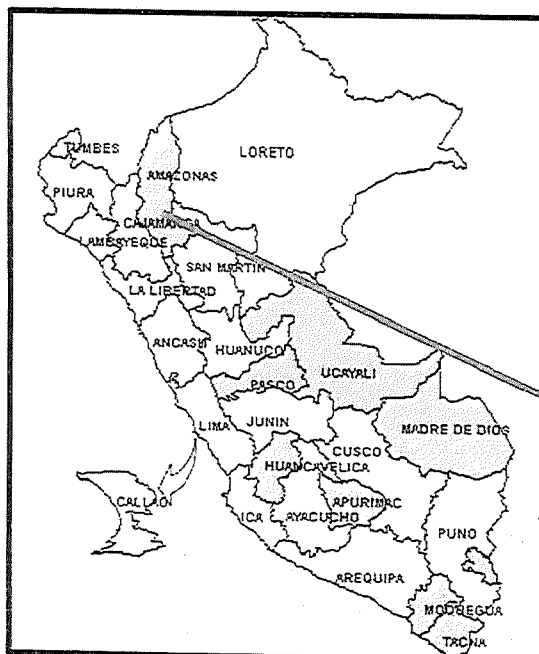 LORETO
TUMBES
AMAZONAS
PIURA
CAJAMARCA
LAMBAYEQUE
SAN MARTIN
LA LIBERTAD
ANCASH
HUANUCO
UCAYALI
PASCO
LIMA
JUNIN
MADRE DE DIOS
CUSCO
HUANCAVELICA
CALLAO
APURIMAC
ICA
AYACUCHO
PUNO
AREQUIPA
MOQUEGUA
TACNA